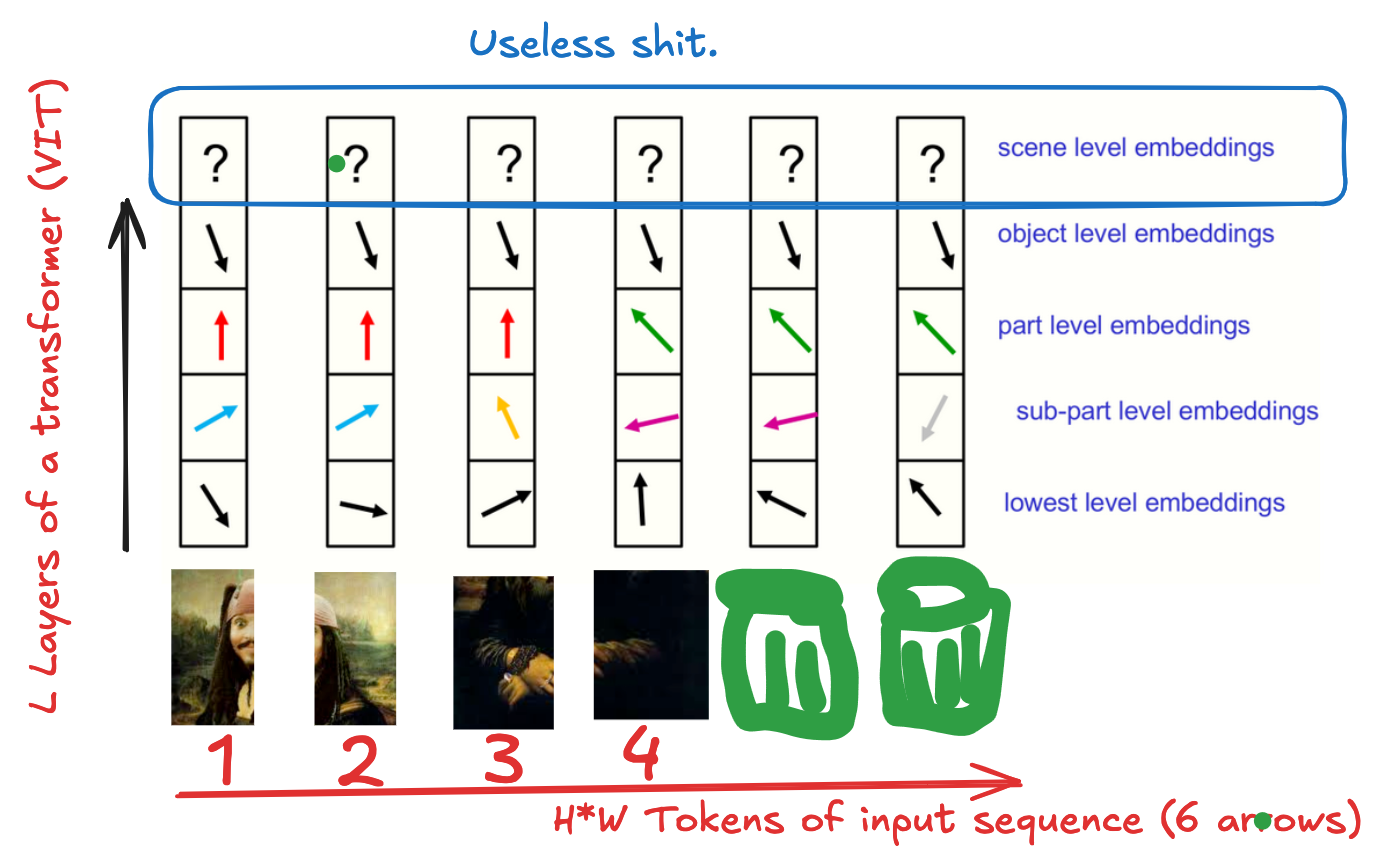 Useless shit.
L Layers of a transformer (VIT)
? ? ? ? ? ?
scene level embeddings
object level embeddings
part level embeddings
sub-part level embeddings
lowest level embeddings
1 2 3 4
H*W Tokens of input sequence (6 arrows)